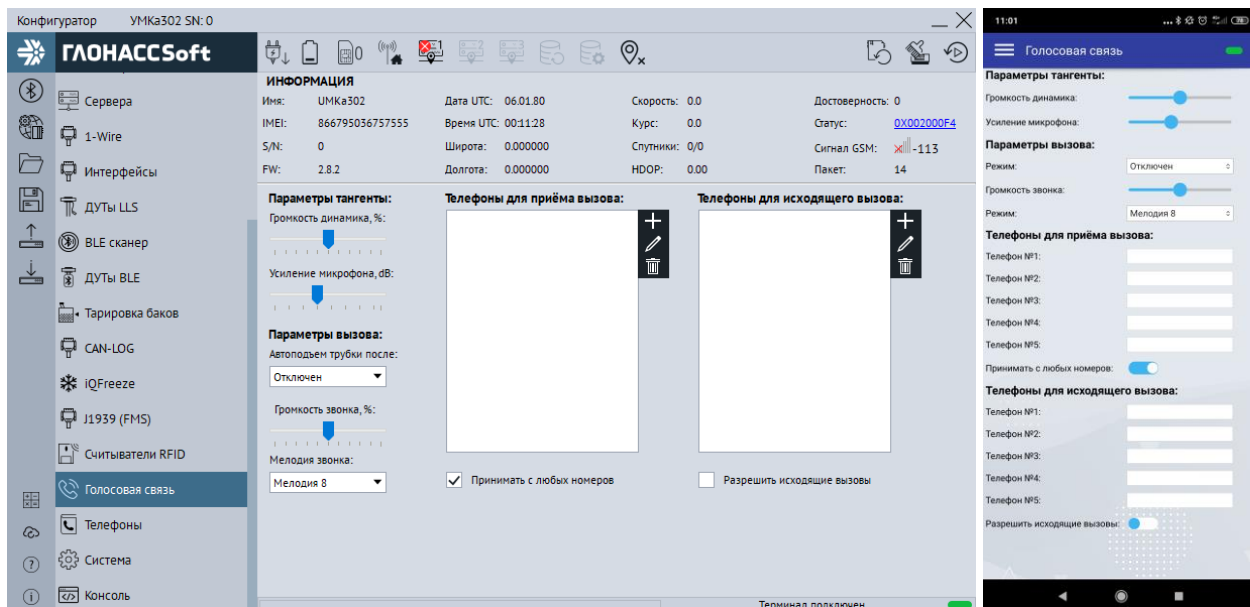 Конфигуратор УМКа302 SN: 0
ГЛОНАССSoft
0
Сервера
1-Wire
Интерфейсы
ДУТы LLS
BLE сканер
ДУТы BLE
Тарировка баков
CAN-LOG
iQFreeze
J1939 (FMS)
Считыватели RFID
Голосовая связь
Телефоны
Система
Консоль
ИНФОРМАЦИЯ
Имя: UMKa302 Дата UTC: 06.01.80 Скорость: 0.0 Достоверность: 0
IMEI: 866795036757555 Время UTC: 00:11:28 Курс: 0.0 Статус: 0X002000F4
S/N: 0 Широта: 0.000000 Спутники: 0/0 Сигнал GSM: -113
FW: 2.8.2 Долгота: 0.000000 HDOP: 0.00 Пакет: 14
Параметры тангенты:
Громкость динамика, %:
Усиление микрофона, dB:
Параметры вызова:
Автоподъем трубки после:
Отключен
Громкость звонка, %:
Мелодия звонка:
Мелодия 8
Телефоны для приёма вызова:
Принимать с любых номеров
Телефоны для исходящего вызова:
Разрешить исходящие вызовы
Терминал подключен
11:01
Голосовая связь
Параметры тангенты:
Громкость динамика:
Усиление микрофона:
Параметры вызова:
Режим: Отключен
Громкость звонка:
Режим: Мелодия 8
Телефоны для приёма вызова:
Телефон №1:
Телефон №2:
Телефон №3:
Телефон №4:
Телефон №5:
Принимать с любых номеров:
Телефоны для исходящего вызова:
Телефон №1:
Телефон №2:
Телефон №3:
Телефон №4:
Телефон №5:
Разрешить исходящие вызовы: